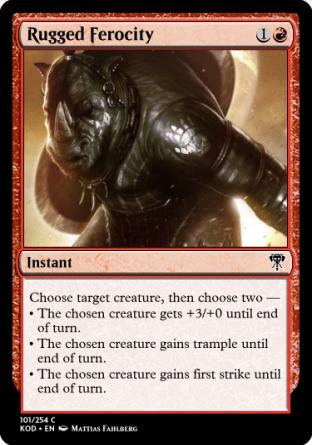 Rugged Ferocity 1
Instant
Choose target creature, then choose two —
• The chosen creature gets +3/+0 until end
of turn.
• The chosen creature gains trample until
end of turn.
• The chosen creature gains first strike until
end of turn.
101/254 C
KOD • EN Mattias Fahlberg